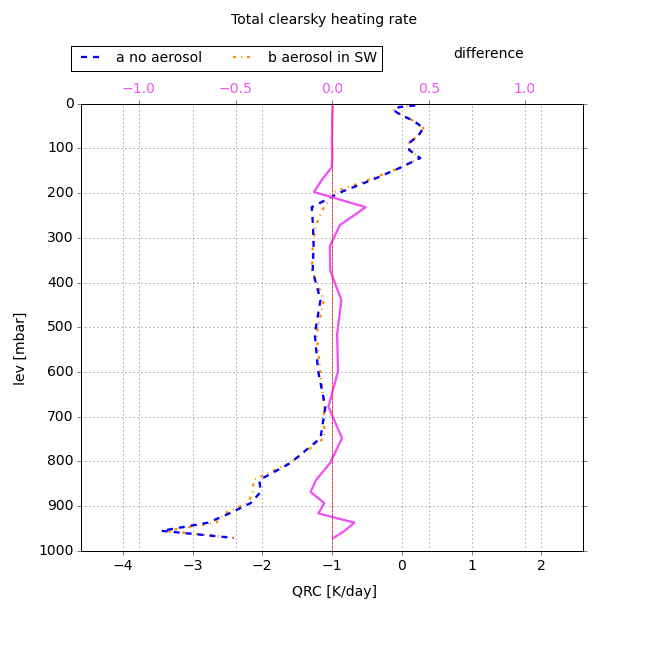 Total clearsky heating rate
a no aerosol b aerosol in SW
difference
−1.0 −0.5 0.0 0.5 1.0
0
100
200
300
400
500
600
700
800
900
1000
lev [mbar]
−4 −3 −2 −1 0 1 2
QRC [K/day]